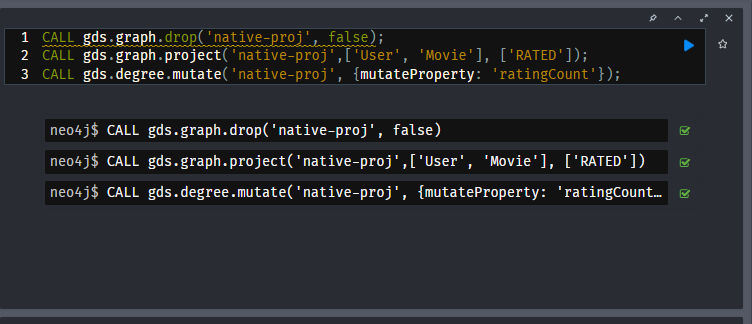 1 CALL gds.graph.drop('native-proj', false);
2 CALL gds.graph.project('native-proj',['User', 'Movie'], ['RATED']);
3 CALL gds.degree.mutate('native-proj', {mutateProperty: 'ratingCount'});
neo4j$ CALL gds.graph.drop('native-proj', false)
neo4j$ CALL gds.graph.project('native-proj',['User', 'Movie'], ['RATED'])
neo4j$ CALL gds.degree.mutate('native-proj', {mutateProperty: 'ratingCount…